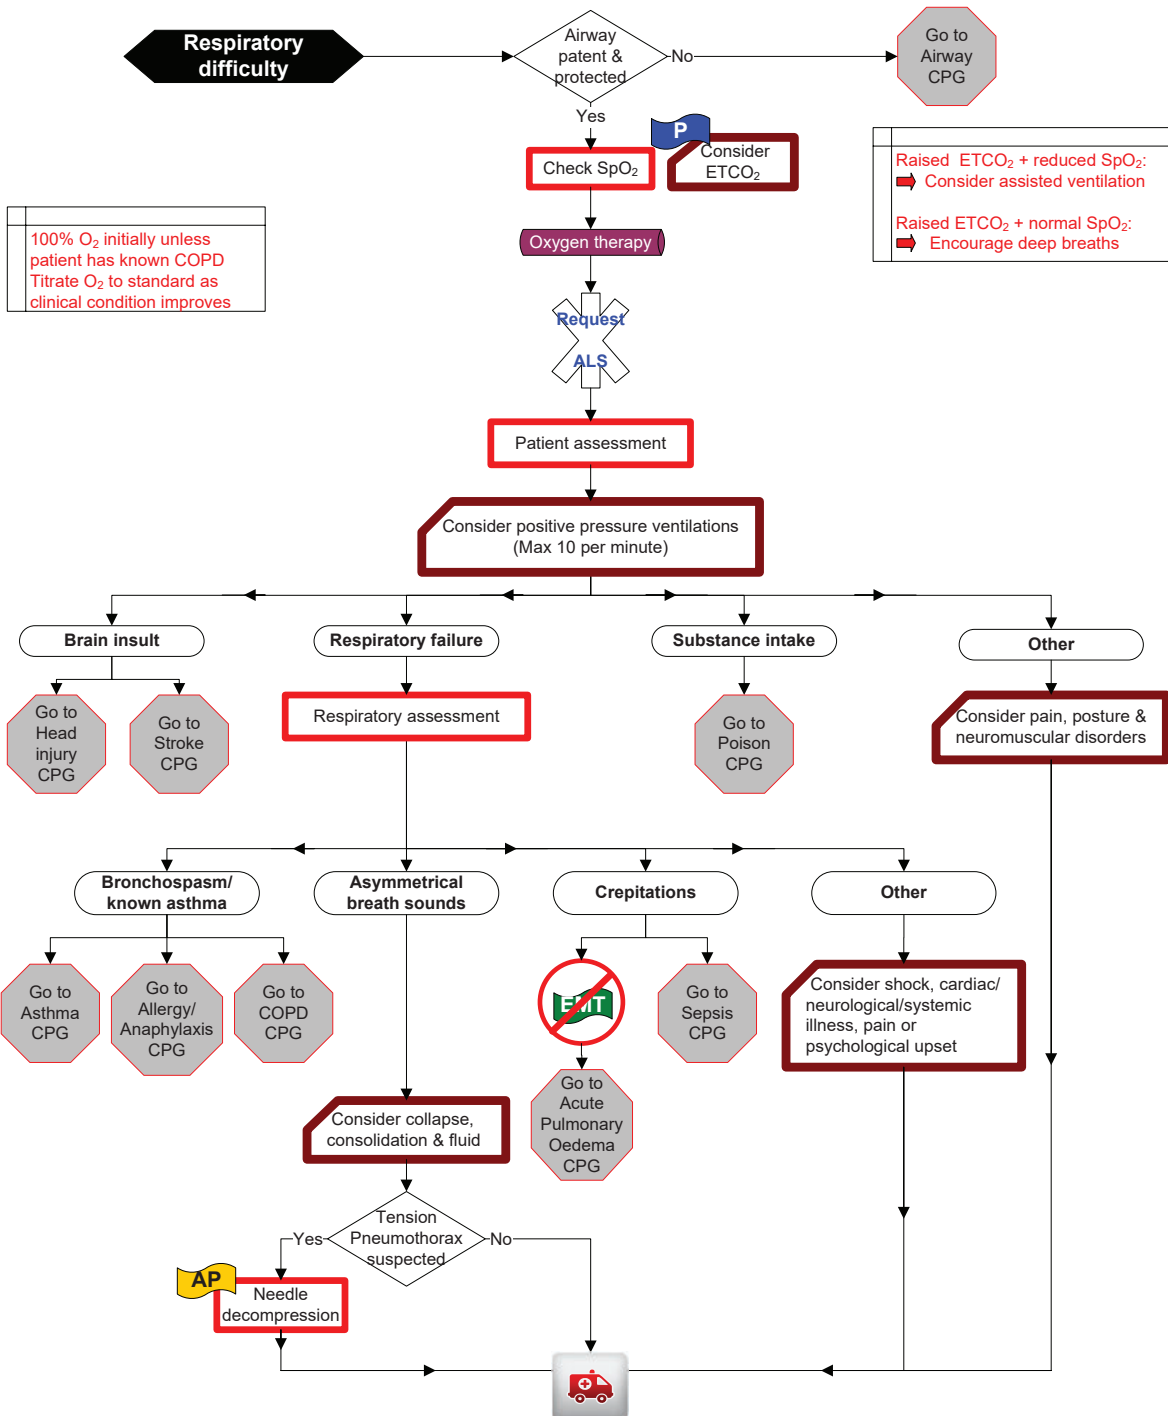 Respiratory
difficulty
Airway
patent &
protected
No
Go to
Airway
CPG
Yes
P
Check SpO₂
Consider
ETCO₂
Raised ETCO₂ + reduced SpO₂:
Consider assisted ventilation
Raised ETCO₂ + normal SpO₂:
Encourage deep breaths
100% O₂ initially unless
patient has known COPD
Titrate O₂ to standard as
clinical condition improves
Oxygen therapy
Request
ALS
Patient assessment
Consider positive pressure ventilations
(Max 10 per minute)
Brain insult
Respiratory failure
Substance intake
Other
Go to
Head
injury
CPG
Go to
Stroke
CPG
Respiratory assessment
Go to
Poison
CPG
Consider pain, posture &
neuromuscular disorders
Bronchospasm/
known asthma
Asymmetrical
breath sounds
Crepitations
Other
Go to
Asthma
CPG
Go to
Allergy/
Anaphylaxis
CPG
Go to
COPD
CPG
EMT
Go to
Sepsis
CPG
Consider shock, cardiac/
neurological/systemic
illness, pain or
psychological upset
Go to
Acute
Pulmonary
Oedema
CPG
Consider collapse,
consolidation & fluid
Tension
Pneumothorax
suspected
Yes
No
AP
Needle
decompression